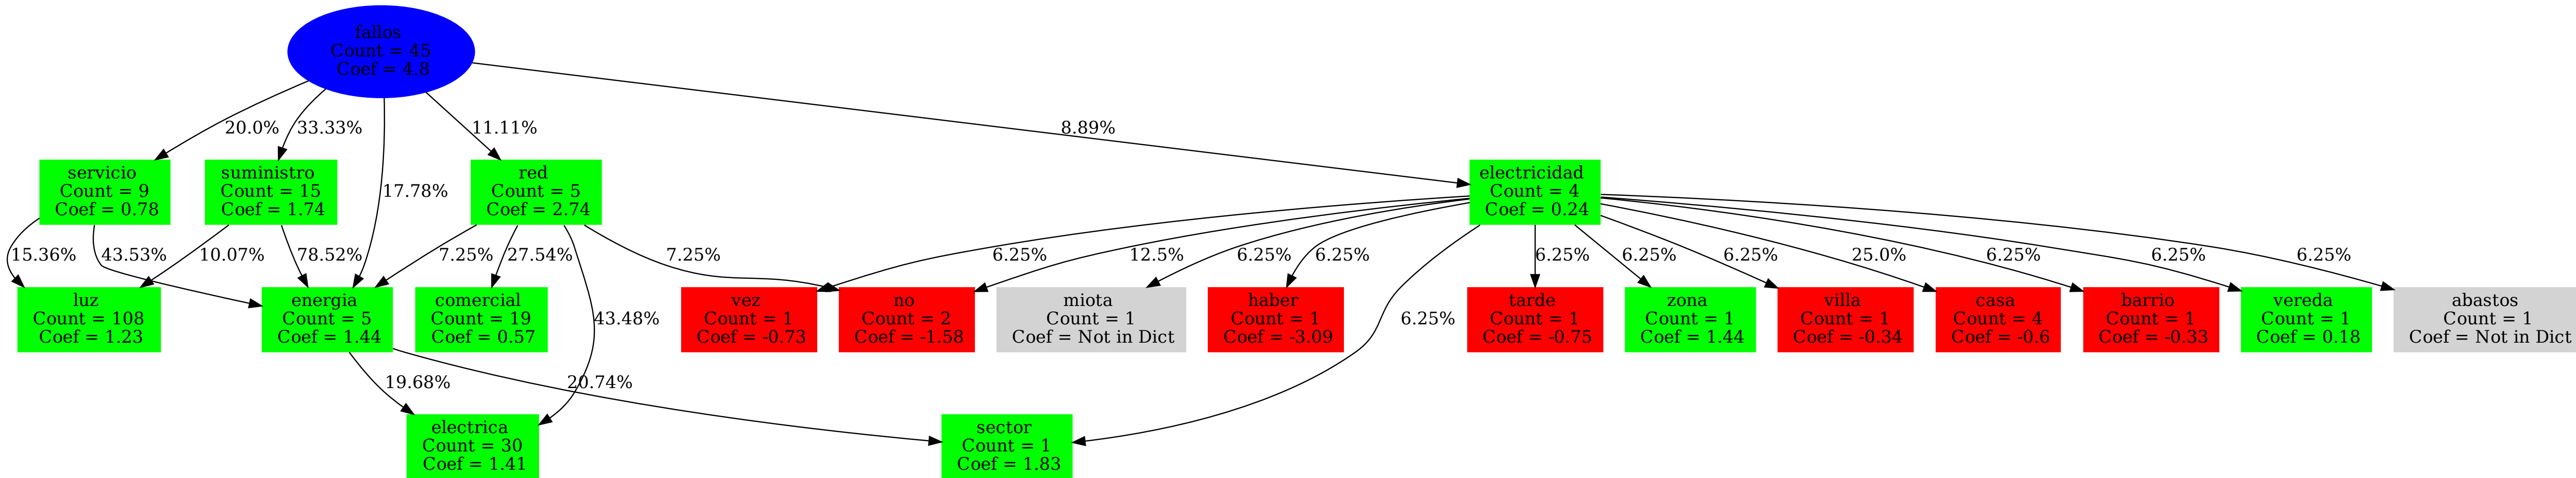 fallos
Count = 45
Coef = 4.8
20.0%
33.33%
11.11%
8.89%
servicio
Count = 9
Coef = 0.78
suministro
Count = 15
Coef = 1.74
17.78%
red
Count = 5
Coef = 2.74
electricidad
Count = 4
Coef = 0.24
15.36%
43.53%
10.07%
78.52%
7.25%
27.54%
7.25%
6.25%
12.5%
6.25%
6.25%
6.25%
6.25%
6.25%
25.0%
6.25%
6.25%
6.25%
luz
Count = 108
Coef = 1.23
energia
Count = 5
Coef = 1.44
comercial
Count = 19
Coef = 0.57
43.48%
vez
Count = 1
Coef = -0.73
no
Count = 2
Coef = -1.58
miota
Count = 1
Coef = Not in Dict
haber
Count = 1
Coef = -3.09
6.25%
tarde
Count = 1
Coef = -0.75
zona
Count = 1
Coef = 1.44
villa
Count = 1
Coef = -0.34
casa
Count = 4
Coef = -0.6
barrio
Count = 1
Coef = -0.33
vereda
Count = 1
Coef = 0.18
abastos
Count = 1
Coef = Not in Dict
19.68%
20.74%
electrica
Count = 30
Coef = 1.41
sector
Count = 1
Coef = 1.83